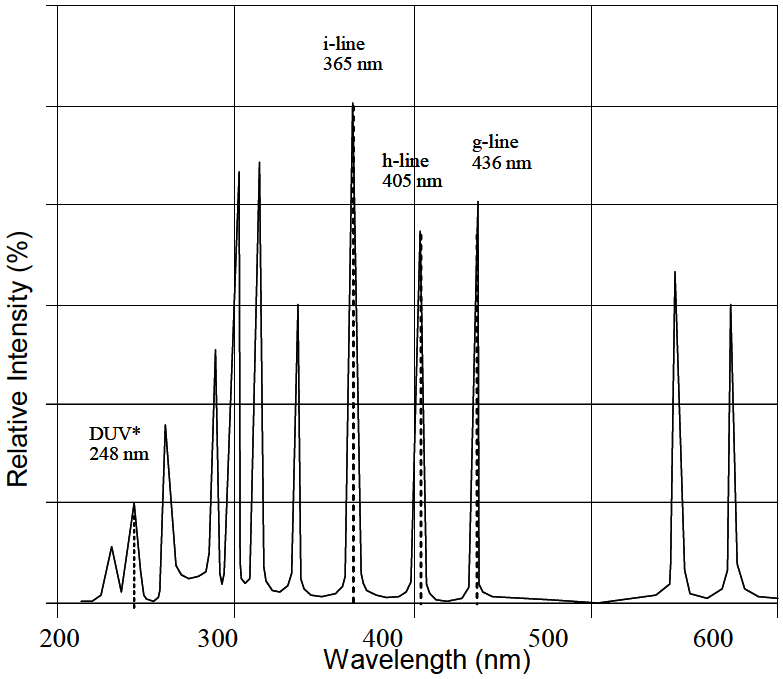 i-line
365 nm
h-line
405 nm
g-line
436 nm
DUV*
248 nm
Relative Intensity (%)
200 300 400 500 600
Wavelength (nm)